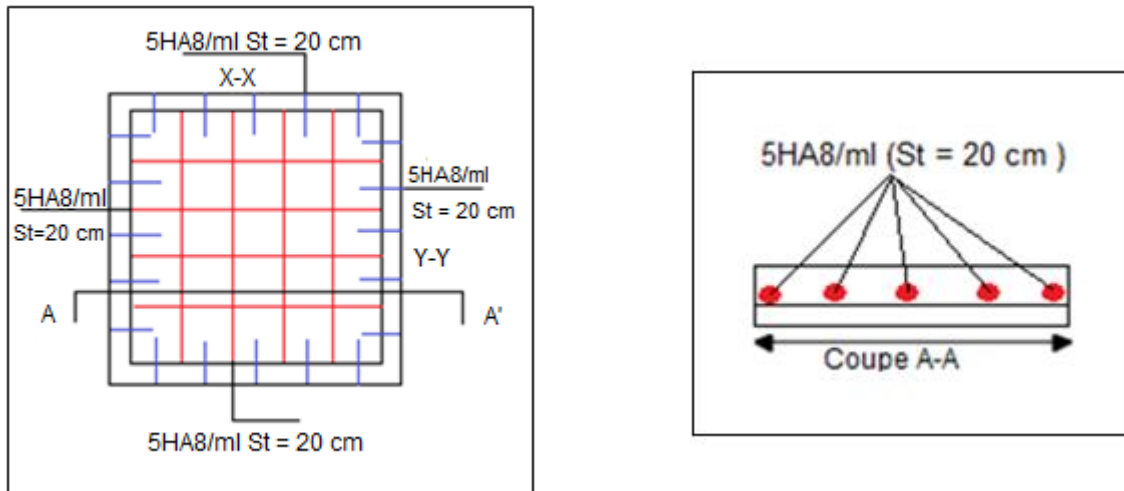 5HA8/ml St = 20 cm
X-X
5HA8/ml
St=20 cm
5HA8/ml
St = 20 cm
Y-Y
A
A'
5HA8/ml St = 20 cm
5HA8/ml (St = 20 cm )
Coupe A-A